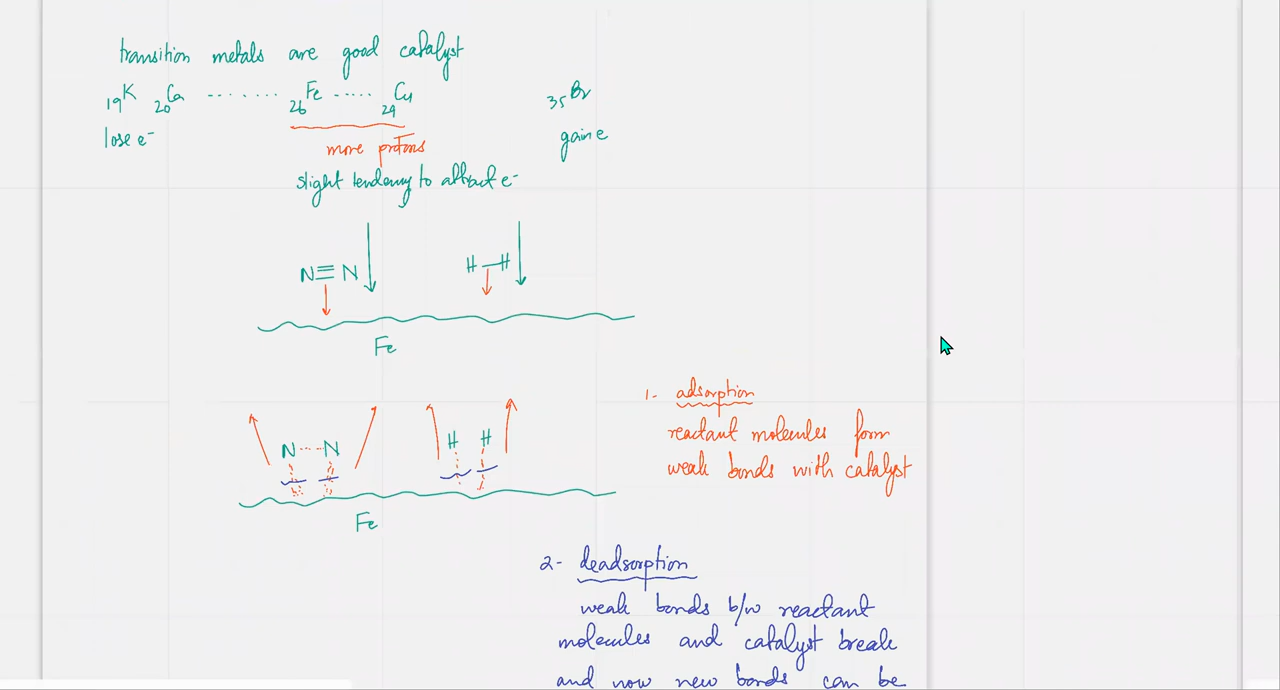 transition metals are good catalyst
19K 20Ca ........ 26Fe ..... 29Cu 35Br
lose e- gain e
more protons
slight tendency to attract e-
N≡N H-H
Fe
1- adsorption
reactant molecules form
weak bonds with catalyst
N---N H H
Fe
2- deadsorption
weak bonds b/w reactant
molecules and catalyst break
and now new bonds can be